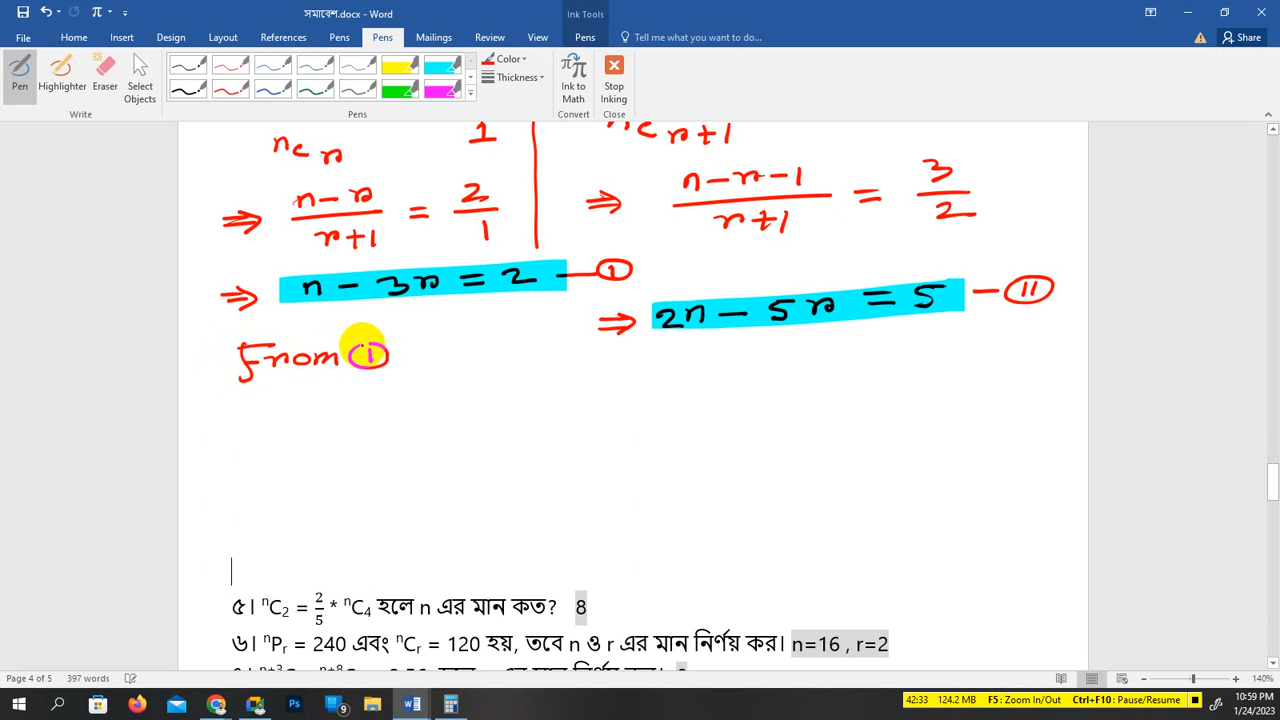 সমাবেশ.docx - Word
Ink Tools
File Home Insert Design Layout References Pens Mailings Review View Developer Help Pens Tell me what you want to do... Share
Pen Highlighter Eraser Select Objects
Color
Thickness
Ink to Math
Stop Inking
Write Pens Convert Close
ⁿCᵣ 1 ⁿCᵣ₊₁
⇒ (n-r)/(r+1) = 2/1 ⇒ (n-r-1)/(r+1) = 3/2
⇒ n - 3r = 2 — (i)
⇒ 2n - 5r = 5 — (ii)
From (i)
৫। ⁿC₂ = 2/5 * ⁿC₄ হলে n এর মান কত? 8
৬। ⁿPᵣ = 240 এবং ⁿCᵣ = 120 হয়, তবে n ও r এর মান নির্ণয় কর। n=16 , r=2
Page 4 of 5 397 words 140%
42:33 124.2 MB F5: Zoom In/Out Ctrl+F10: Pause/Resume
10:59 PM
1/24/2023